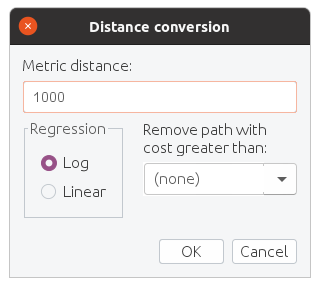 Distance conversion
Metric distance:
1000
Regression
Log
Linear
Remove path with
cost greater than:
(none)
OK
Cancel